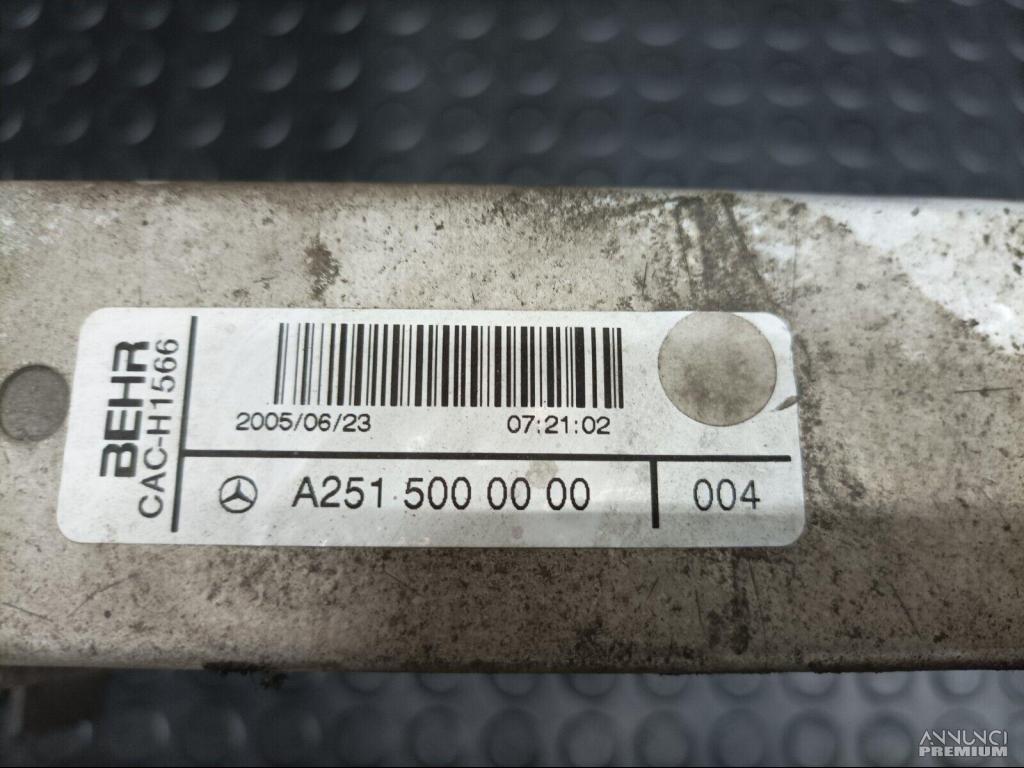 BEHR
CAC-H1566
2005/06/23 07:21:02
A251 500 00 00 004
ANNUNCI
PREMIUM